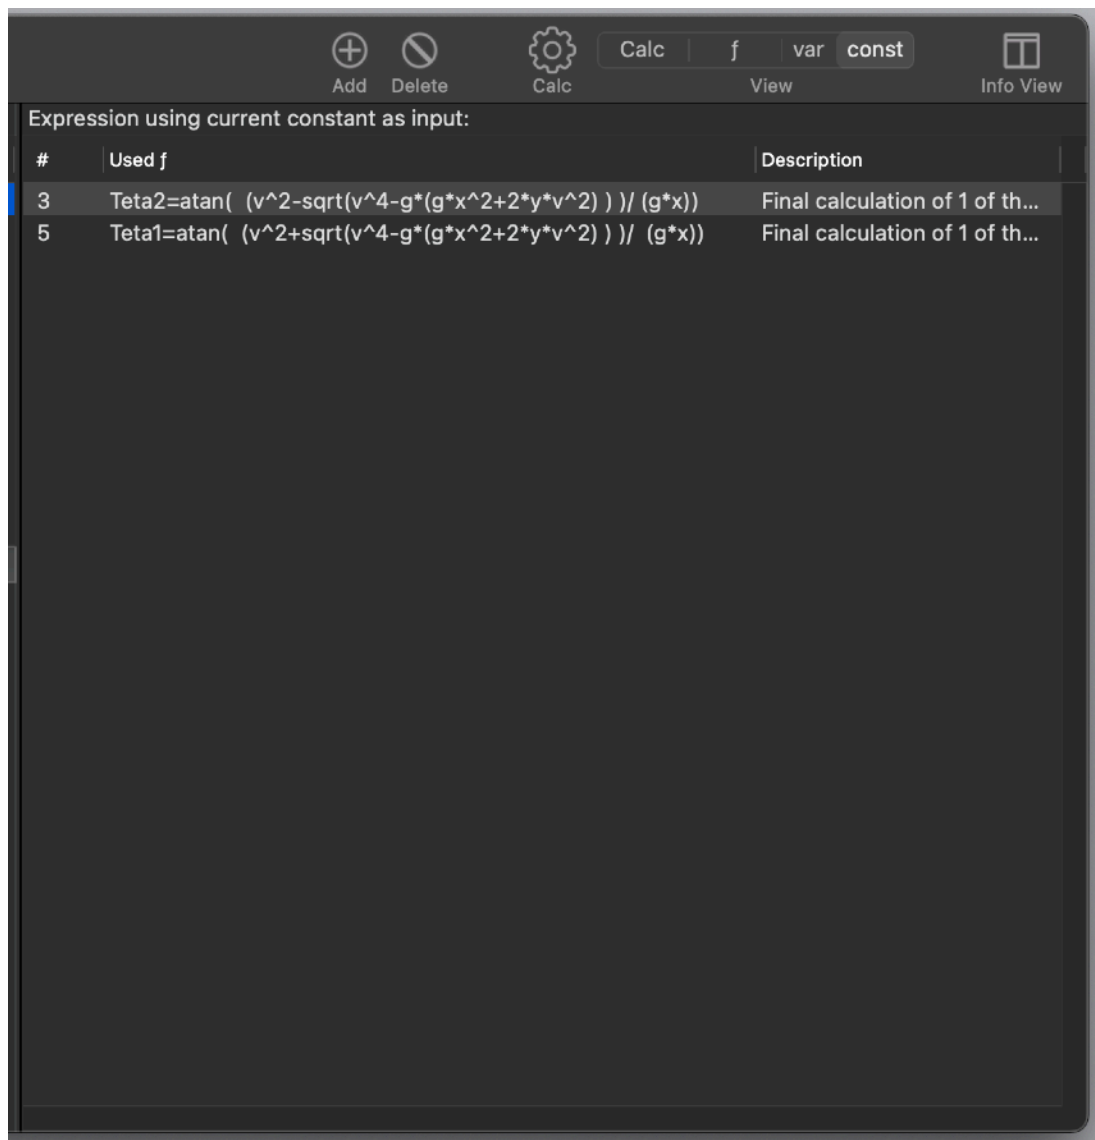 Calc ƒ var const
Add Delete Calc View Info View
Expression using current constant as input:
# Used ƒ Description
3 Teta2=atan( (v^2-sqrt(v^4-g*(g*x^2+2*y*v^2) ) )/ (g*x)) Final calculation of 1 of th...
5 Teta1=atan( (v^2+sqrt(v^4-g*(g*x^2+2*y*v^2) ) )/ (g*x)) Final calculation of 1 of th...